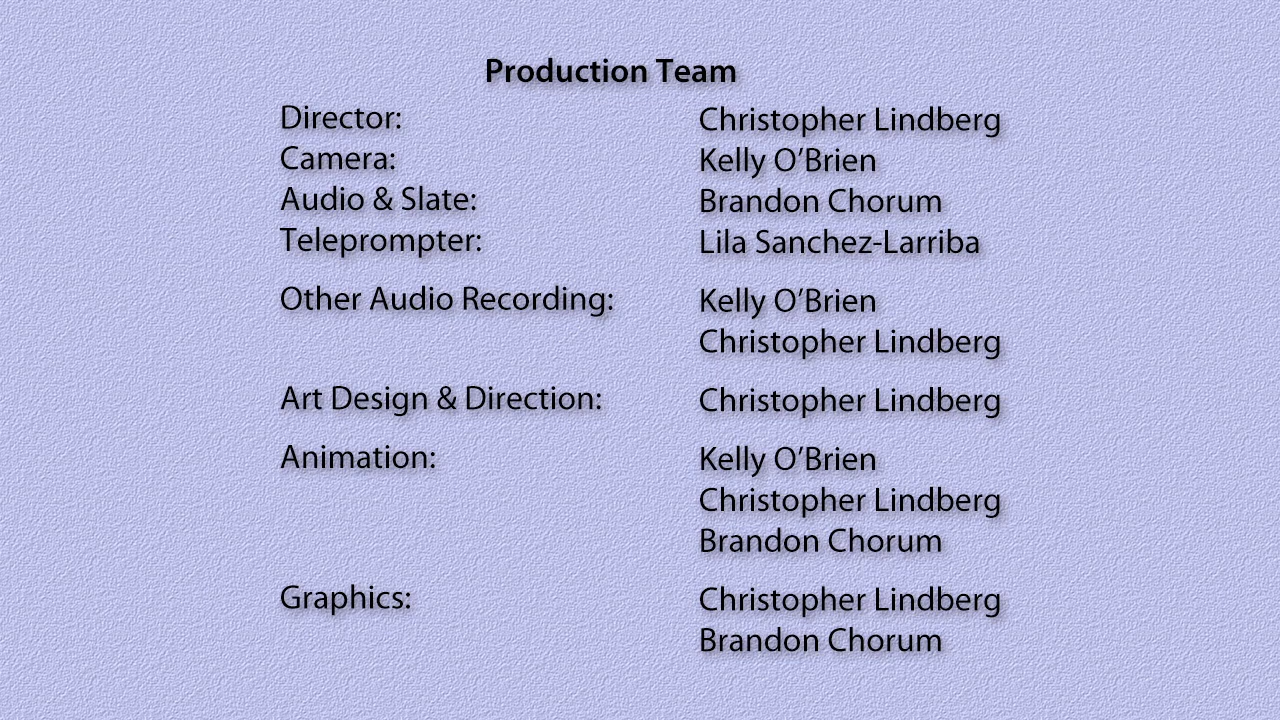 Production Team
Director: Christopher Lindberg
Camera: Kelly O’Brien
Audio & Slate: Brandon Chorum
Teleprompter: Lila Sanchez-Larriba
Other Audio Recording: Kelly O’Brien
Christopher Lindberg
Art Design & Direction: Christopher Lindberg
Animation: Kelly O’Brien
Christopher Lindberg
Brandon Chorum
Graphics: Christopher Lindberg
Brandon Chorum